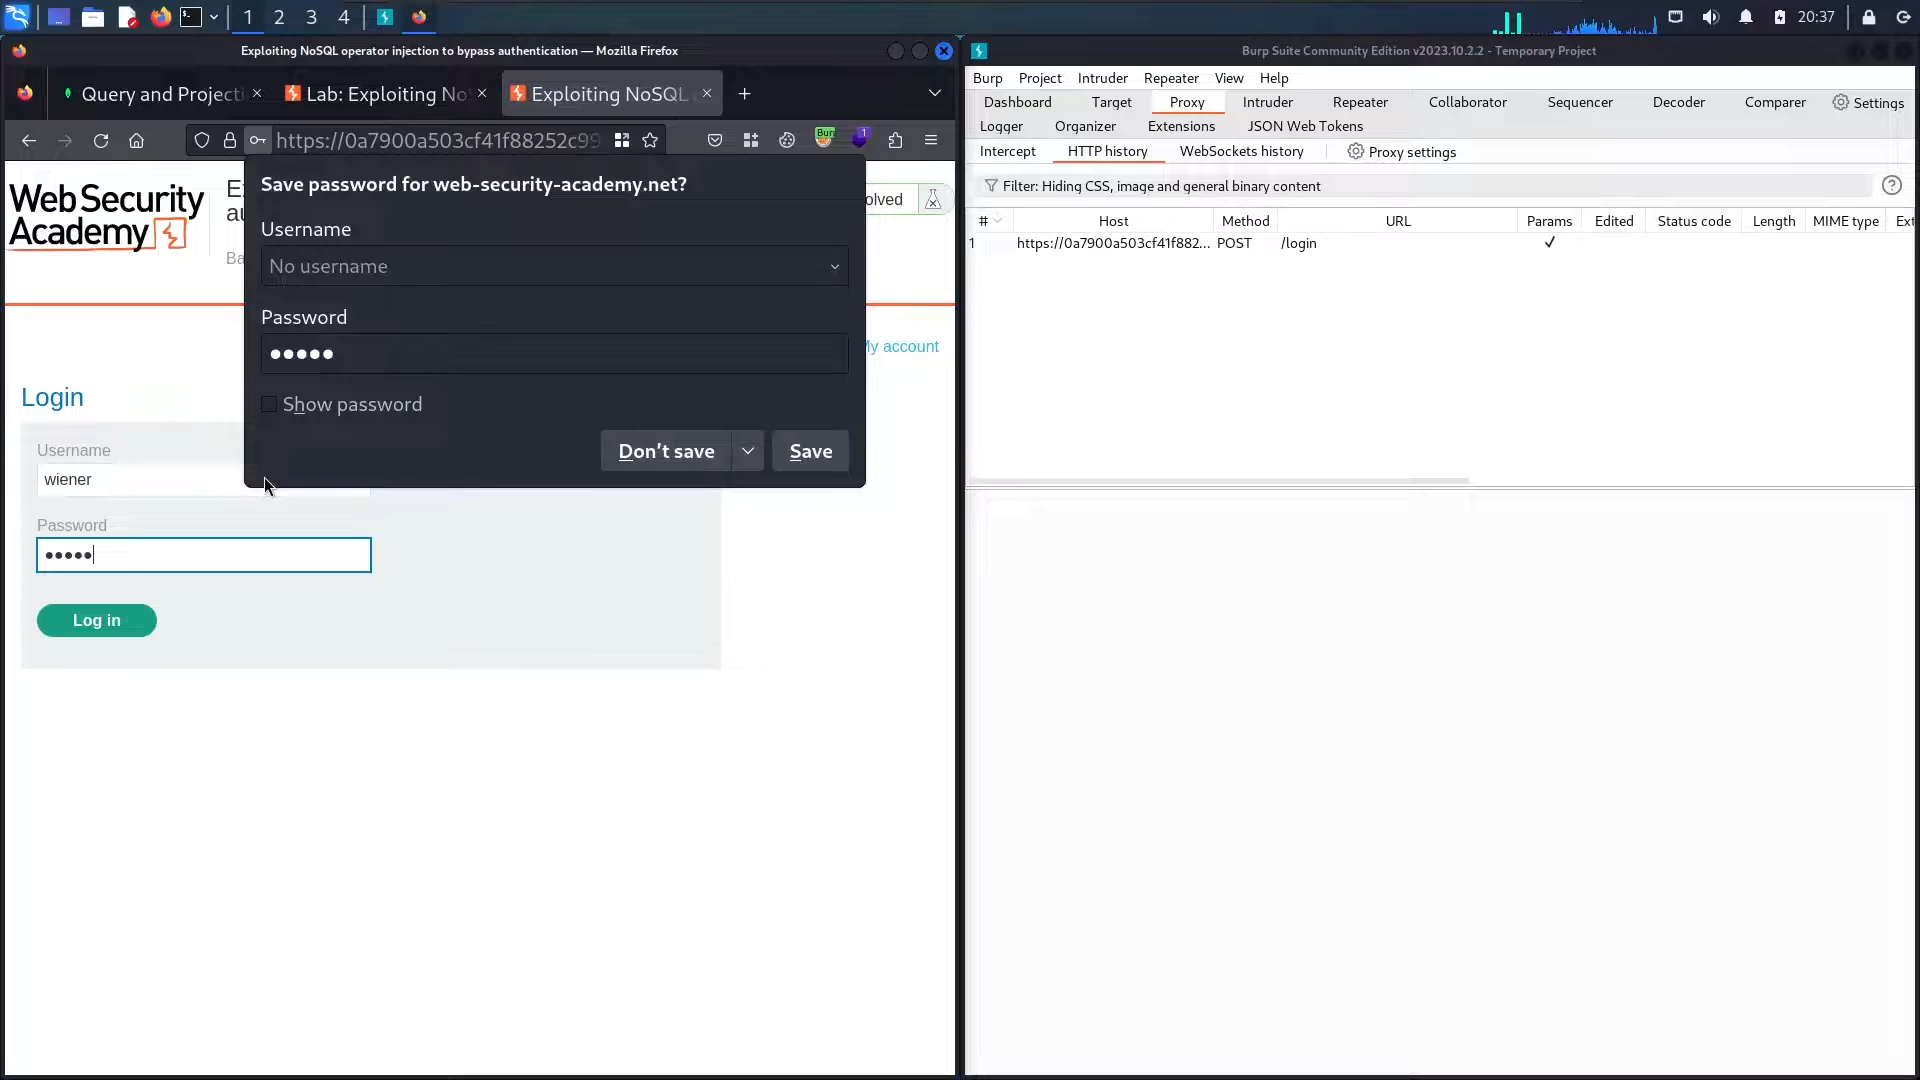 1 2 3 4
20:37
Exploiting NoSQL operator injection to bypass authentication — Mozilla Firefox
Query and Projecti
Lab: Exploiting No
Exploiting NoSQL
https://0a7900a503cf41f88252c99
Bur
1
Web Security
Academy
E
Ba
olved
Save password for web-security-academy.net?
Username
No username
Password
•••••
Show password
Don't save
Save
My account
Login
Username
wiener
Password
•••••
Log in
Burp Suite Community Edition v2023.10.2.2 - Temporary Project
Burp Project Intruder Repeater View Help
Dashboard Target Proxy Intruder Repeater Collaborator Sequencer Decoder Comparer Settings
Logger Organizer Extensions JSON Web Tokens
Intercept HTTP history WebSockets history Proxy settings
Filter: Hiding CSS, image and general binary content
# Host Method URL Params Edited Status code Length MIME type Ext
1 https://0a7900a503cf41f882... POST /login ✓